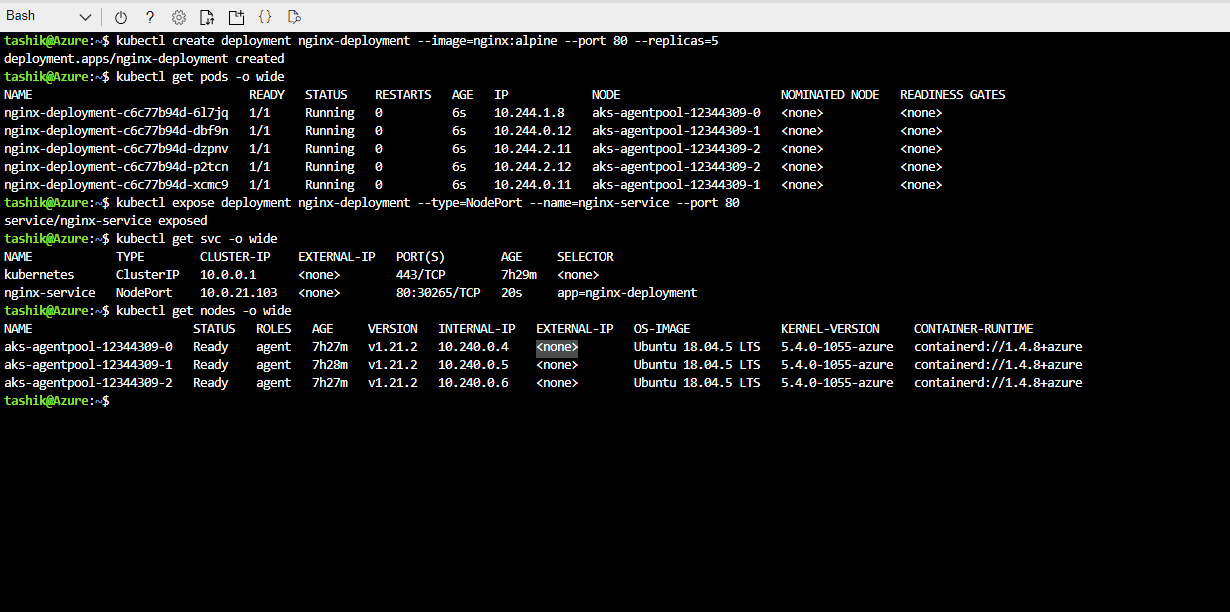 Bash
tashik@Azure:~$ kubectl create deployment nginx-deployment --image=nginx:alpine --port 80 --replicas=5
deployment.apps/nginx-deployment created
tashik@Azure:~$ kubectl get pods -o wide
NAME READY STATUS RESTARTS AGE IP NODE NOMINATED NODE READINESS GATES
nginx-deployment-c6c77b94d-6l7jq 1/1 Running 0 6s 10.244.1.8 aks-agentpool-12344309-0 <none> <none>
nginx-deployment-c6c77b94d-dbf9n 1/1 Running 0 6s 10.244.0.12 aks-agentpool-12344309-1 <none> <none>
nginx-deployment-c6c77b94d-dzpnv 1/1 Running 0 6s 10.244.2.11 aks-agentpool-12344309-2 <none> <none>
nginx-deployment-c6c77b94d-p2tcn 1/1 Running 0 6s 10.244.2.12 aks-agentpool-12344309-2 <none> <none>
nginx-deployment-c6c77b94d-xcmc9 1/1 Running 0 6s 10.244.0.11 aks-agentpool-12344309-1 <none> <none>
tashik@Azure:~$ kubectl expose deployment nginx-deployment --type=NodePort --name=nginx-service --port 80
service/nginx-service exposed
tashik@Azure:~$ kubectl get svc -o wide
NAME TYPE CLUSTER-IP EXTERNAL-IP PORT(S) AGE SELECTOR
kubernetes ClusterIP 10.0.0.1 <none> 443/TCP 7h29m <none>
nginx-service NodePort 10.0.21.103 <none> 80:30265/TCP 20s app=nginx-deployment
tashik@Azure:~$ kubectl get nodes -o wide
NAME STATUS ROLES AGE VERSION INTERNAL-IP EXTERNAL-IP OS-IMAGE KERNEL-VERSION CONTAINER-RUNTIME
aks-agentpool-12344309-0 Ready agent 7h27m v1.21.2 10.240.0.4 <none> Ubuntu 18.04.5 LTS 5.4.0-1055-azure containerd://1.4.8+azure
aks-agentpool-12344309-1 Ready agent 7h28m v1.21.2 10.240.0.5 <none> Ubuntu 18.04.5 LTS 5.4.0-1055-azure containerd://1.4.8+azure
aks-agentpool-12344309-2 Ready agent 7h27m v1.21.2 10.240.0.6 <none> Ubuntu 18.04.5 LTS 5.4.0-1055-azure containerd://1.4.8+azure
tashik@Azure:~$